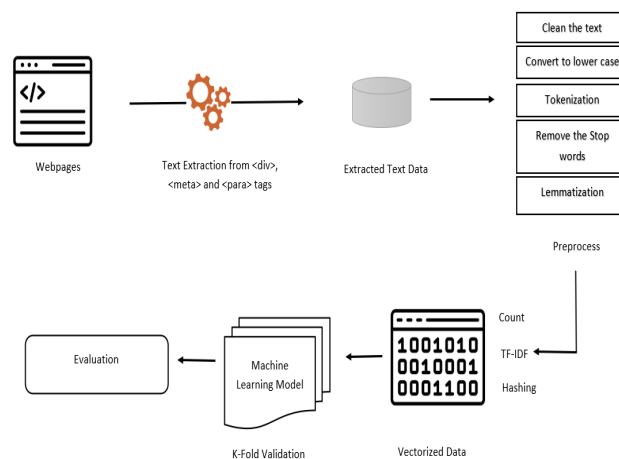 Clean the text
Convert to lower case
Tokenization
Remove the Stop
words
Lemmatization
Preprocess
</>
Webpages
Text Extraction from <div>,
<meta> and <para> tags
Extracted Text Data
Evaluation
Machine
Learning Model
K-Fold Validation
1001010
0010001
0001100
Vectorized Data
Count
TF-IDF
Hashing